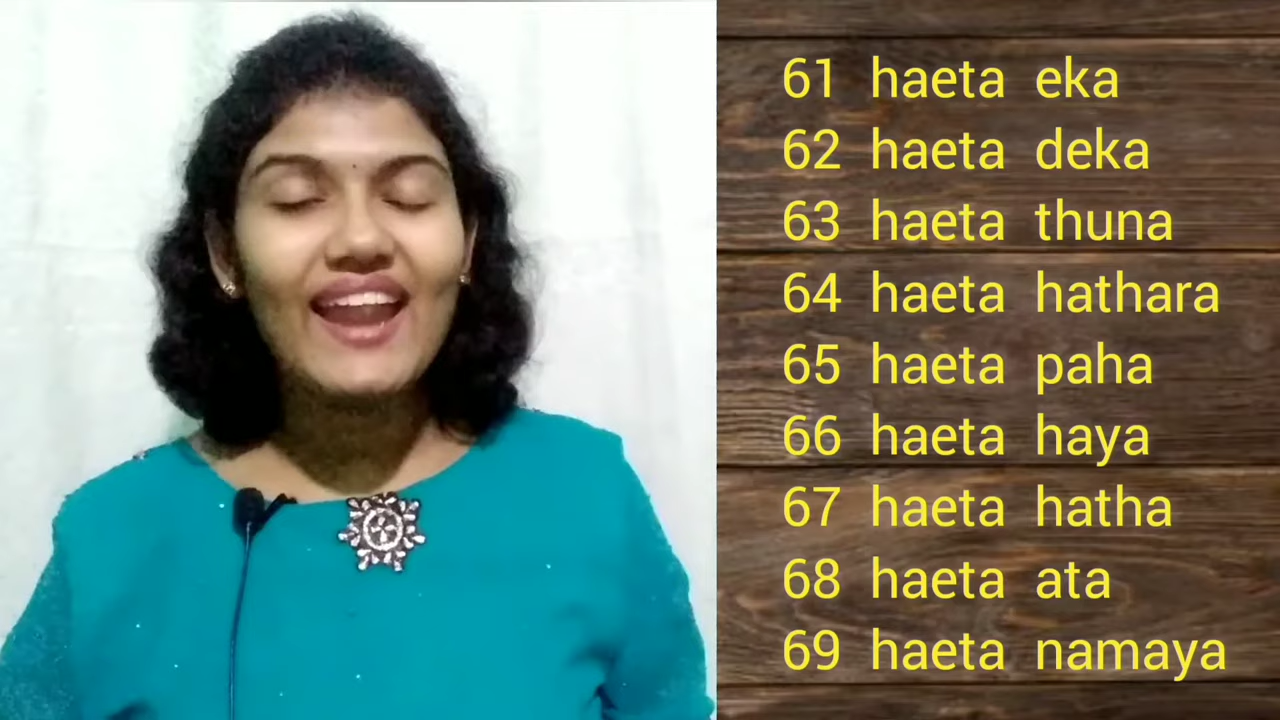 61 haeta eka
62 haeta deka
63 haeta thuna
64 haeta hathara
65 haeta paha
66 haeta haya
67 haeta hatha
68 haeta ata
69 haeta namaya